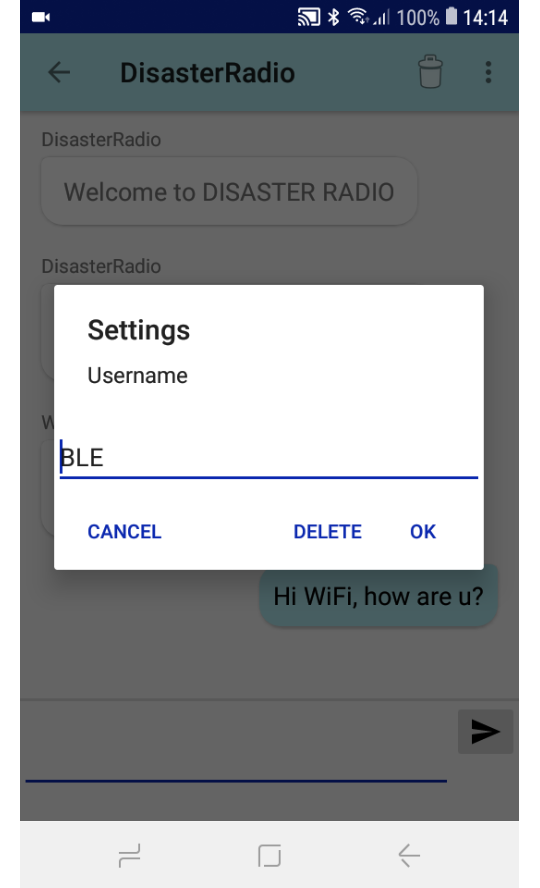 100% 14:14
DisasterRadio
DisasterRadio
Welcome to DISASTER RADIO
DisasterRadio
Settings
Username
W
BLE
CANCEL DELETE OK
Hi WiFi, how are u?